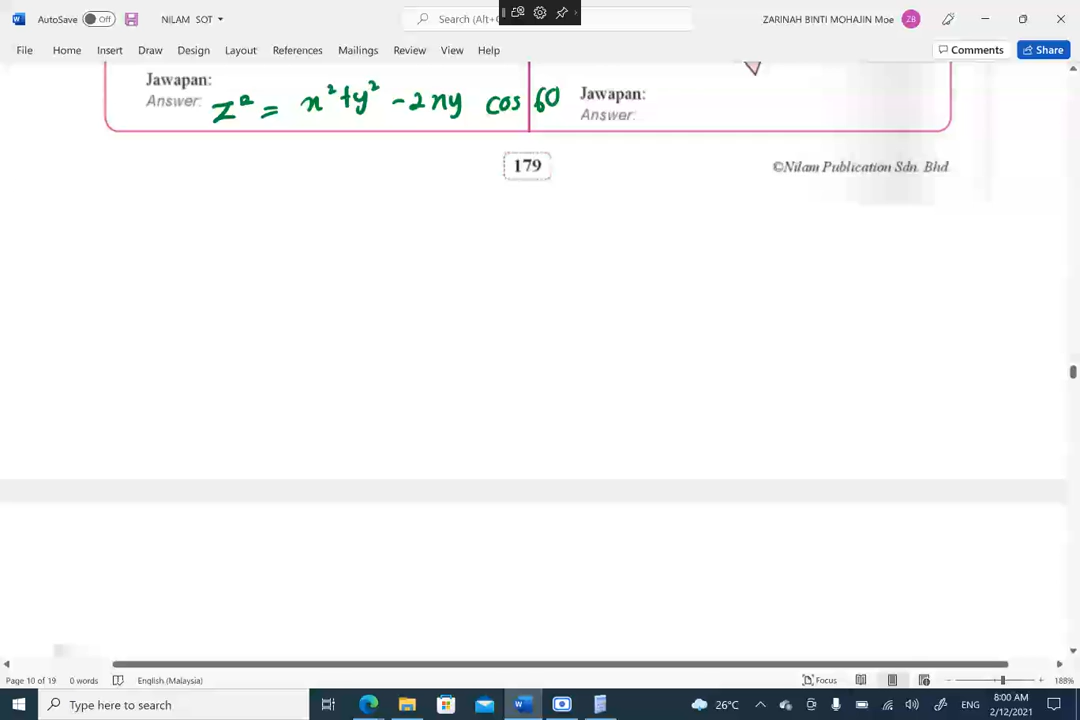 AutoSave Off NILAM SOT Search (Alt+ ZARINAH BINTI MOHAJIN Moe ZB
File Home Insert Draw Design Layout References Mailings Review View Help Comments Share
Jawapan:
Answer: z² = x² + y² - 2xy cos 60
Jawapan:
Answer:
179
©Nilam Publication Sdn. Bhd
Page 10 of 19 0 words English (Malaysia) Focus 188%
Type here to search 26°C ENG 8:00 AM
2/12/2021